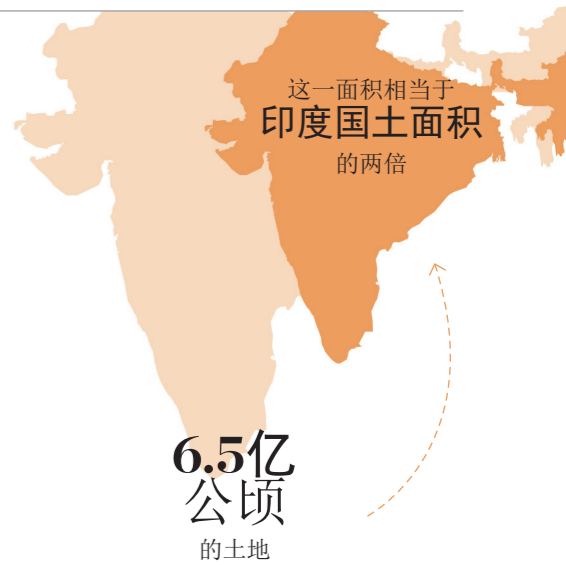 这一面积相当于
印度国土面积
的两倍
6.5亿
公顷
的土地